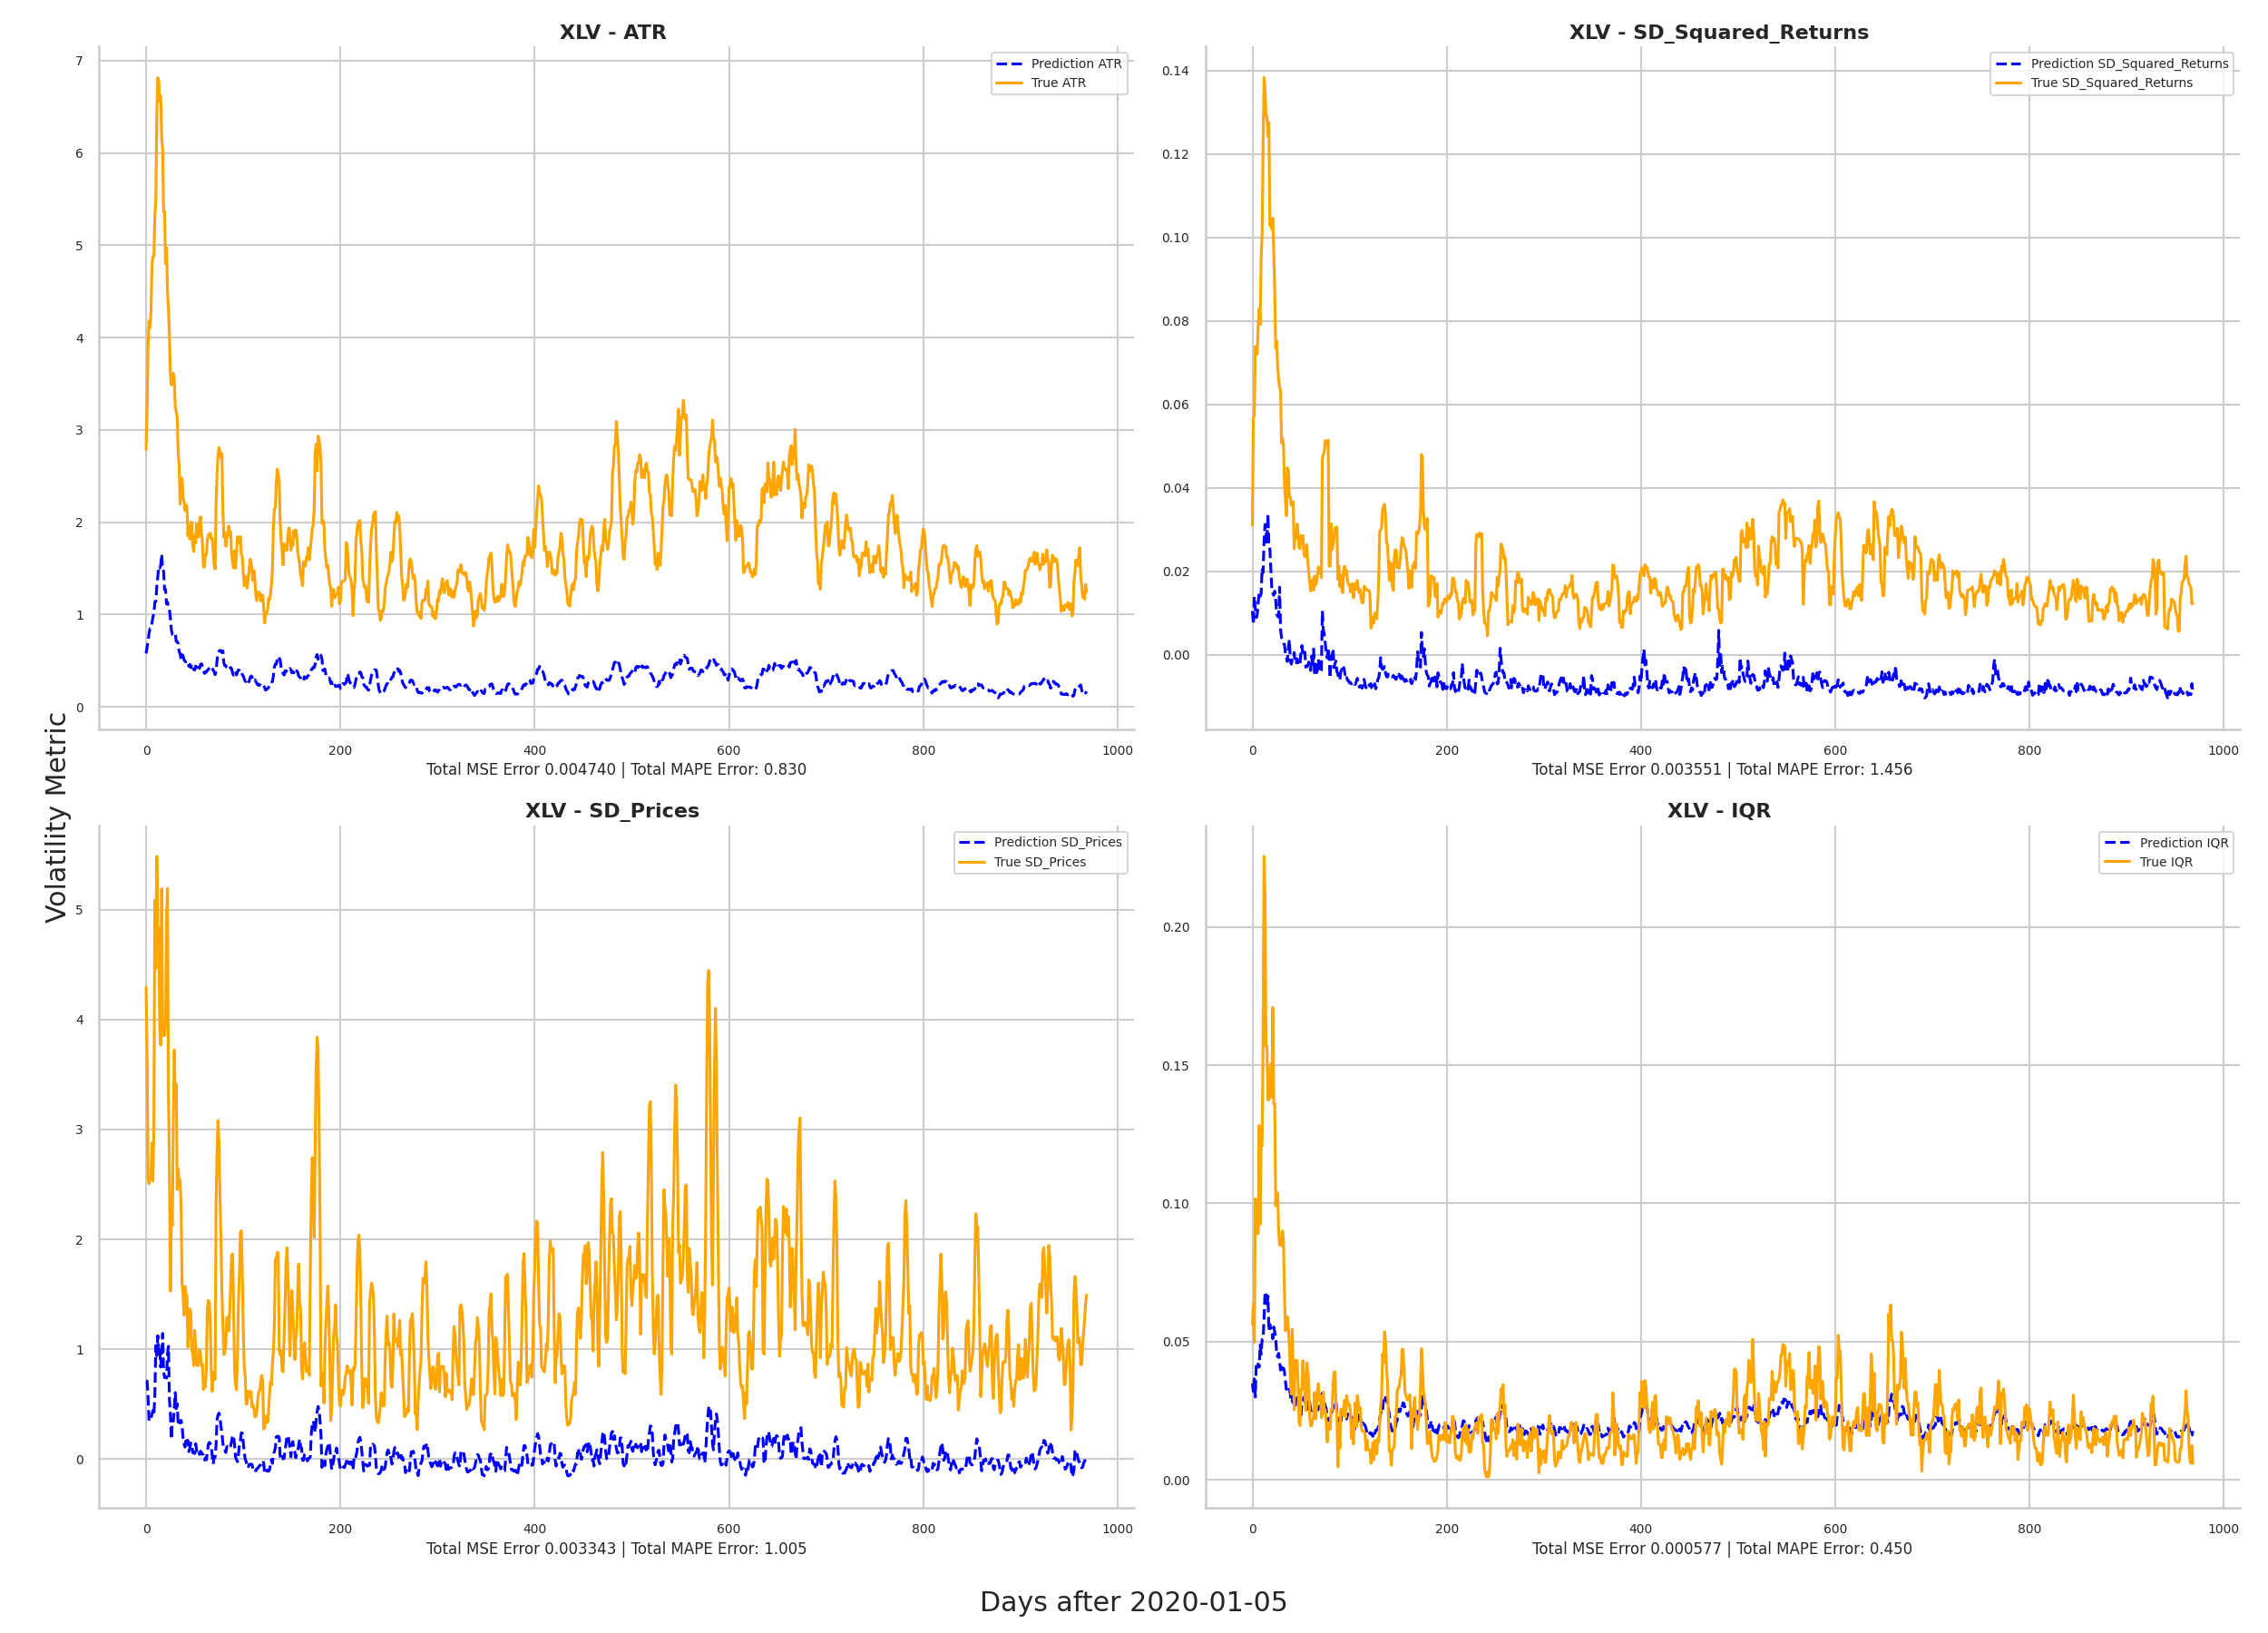 XLV - ATR
7
6
5
4
3
2
1
0
Prediction ATR
True ATR
0 200 400 600 800 1000
Total MSE Error 0.004740 | Total MAPE Error: 0.830
XLV - SD_Squared_Returns
0.14
0.12
0.10
0.08
0.06
0.04
0.02
0.00
Prediction SD_Squared_Returns
True SD_Squared_Returns
0 200 400 600 800 1000
Total MSE Error 0.003551 | Total MAPE Error: 1.456
Volatility Metric
XLV - SD_Prices
5
4
3
2
1
0
Prediction SD_Prices
True SD_Prices
0 200 400 600 800 1000
Total MSE Error 0.003343 | Total MAPE Error: 1.005
XLV - IQR
0.20
0.15
0.10
0.05
0.00
Prediction IQR
True IQR
0 200 400 600 800 1000
Total MSE Error 0.000577 | Total MAPE Error: 0.450
Days after 2020-01-05